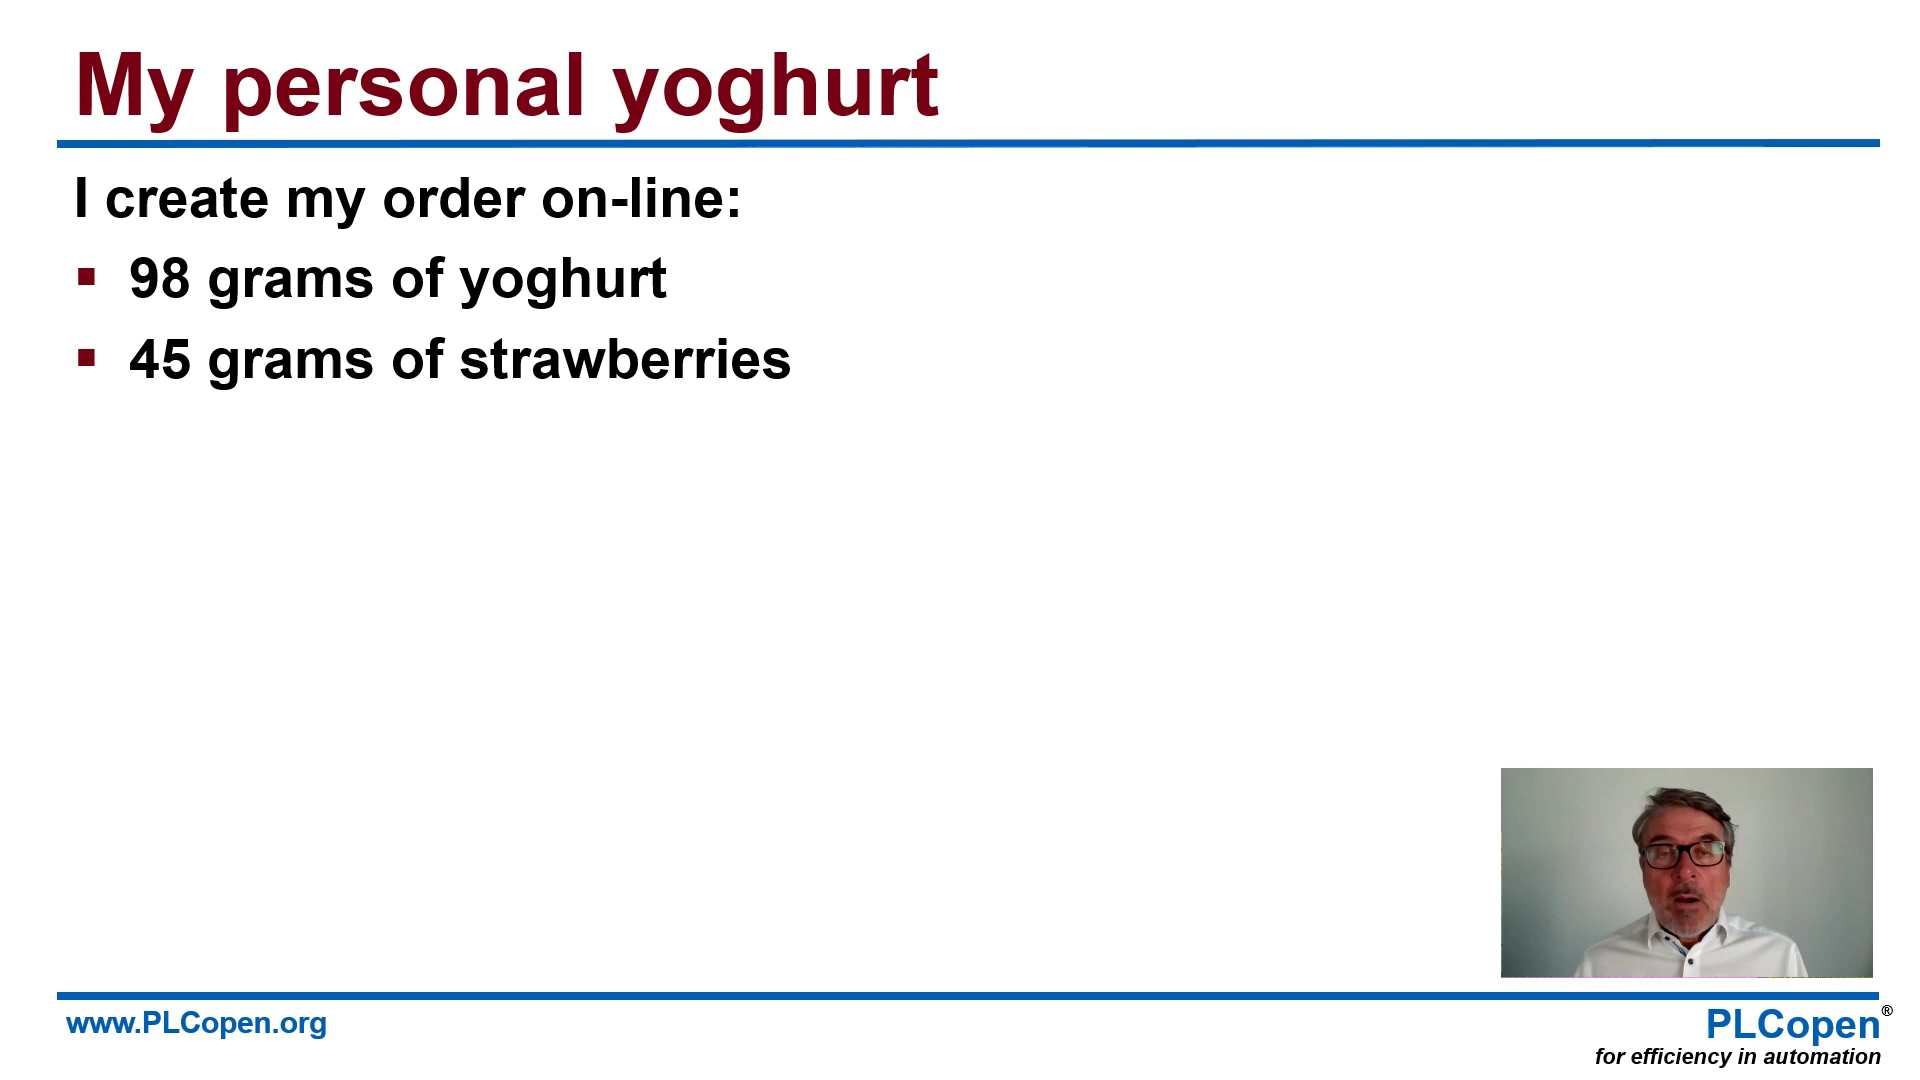 My personal yoghurt
I create my order on-line:
▪ 98 grams of yoghurt
▪ 45 grams of strawberries
www.PLCopen.org
PLCopen®
for efficiency in automation